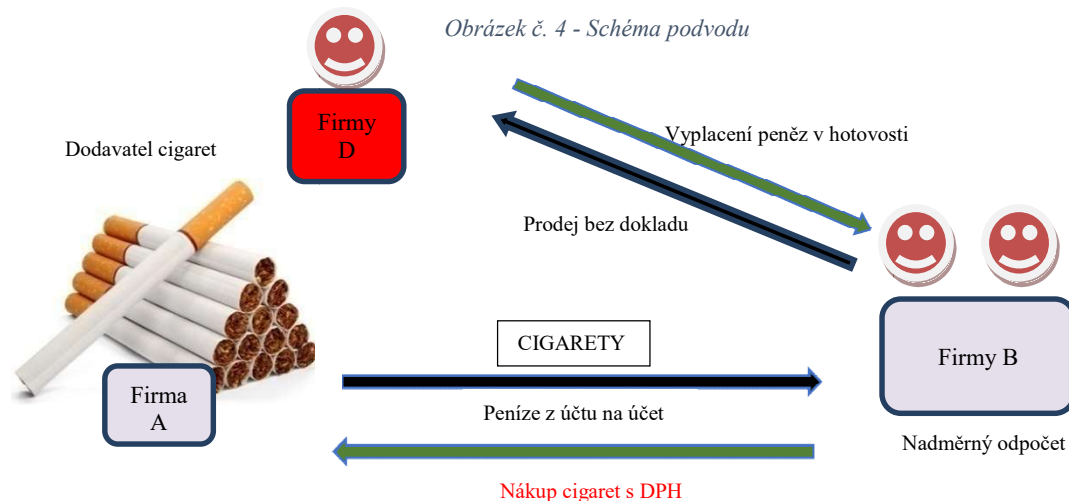 Obrázek č. 4 - Schéma podvodu
Firmy
D
Dodavatel cigaret
Vyplacení peněz v hotovosti
Prodej bez dokladu
CIGARETY
Firmy B
Firma
A
Peníze z účtu na účet
Nadměrný odpočet
Nákup cigaret s DPH